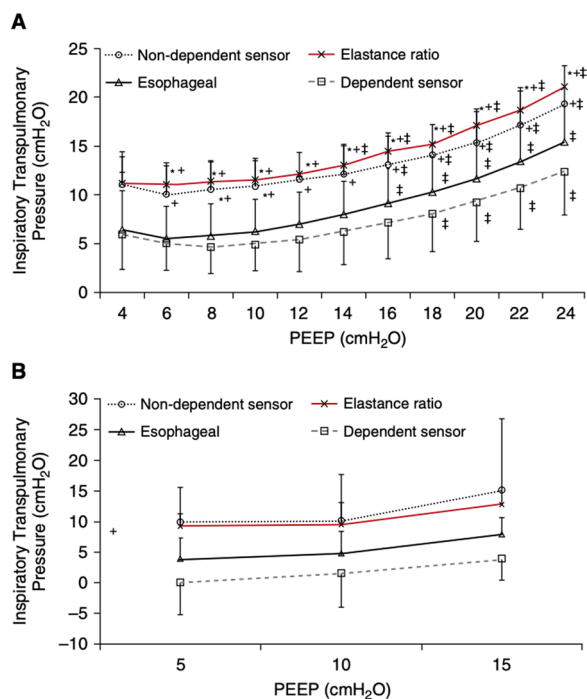 A
Inspiratory Transpulmonary
Pressure (cmH₂O)
25
20
15
10
5
0
Non-dependent sensor
Elastance ratio
Esophageal
Dependent sensor
*+ *+ *+ *+ *+‡ *+‡ *+‡ *+‡ *+‡ *+‡
+ *+ *+ + + ‡+ ‡+ ‡+ ‡+ +‡
‡ ‡ ‡ ‡ ‡
‡ ‡ ‡ ‡
4 6 8 10 12 14 16 18 20 22 24
PEEP (cmH₂O)
B
Inspiratory Transpulmonary
Pressure (cmH₂O)
30
25
20
15
10
5
0
−5
−10
Non-dependent sensor
Elastance ratio
Esophageal
Dependent sensor
+
5 10 15
PEEP (cmH₂O)